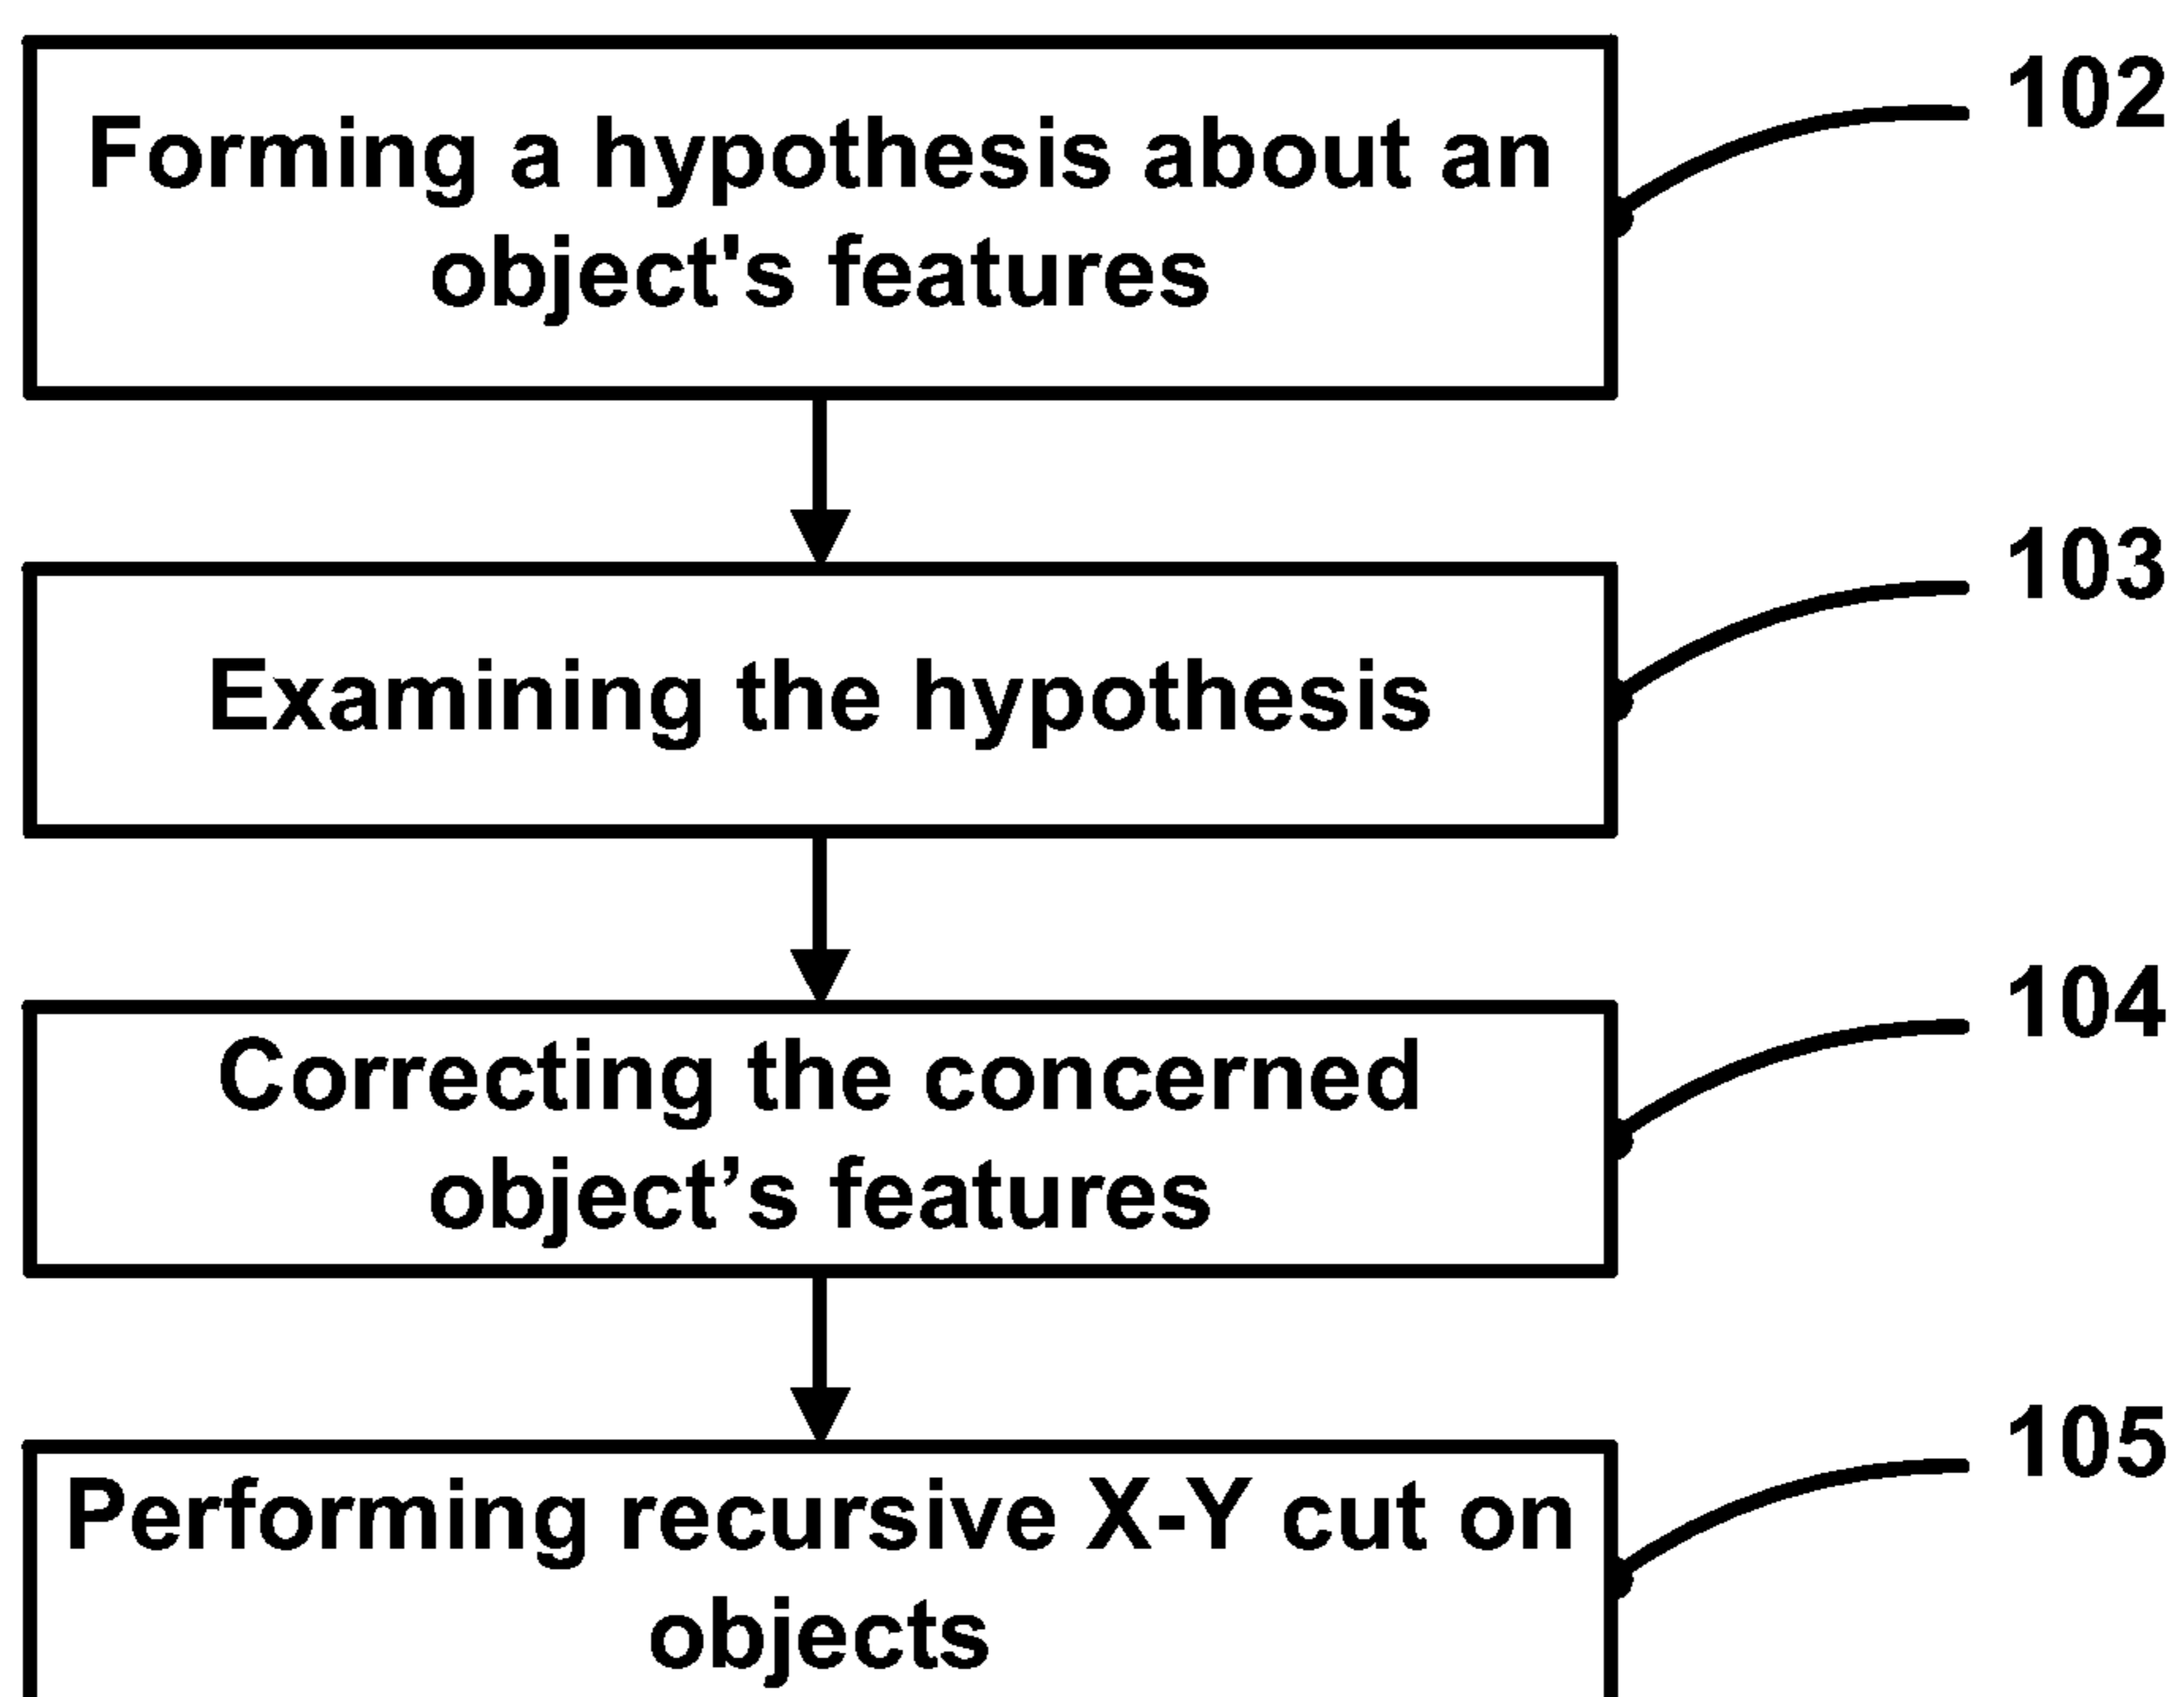 102
Forming a hypothesis about an
object's features
103
Examining the hypothesis
104
Correcting the concerned
object’s features
105
Performing recursive X-Y cut on
objects